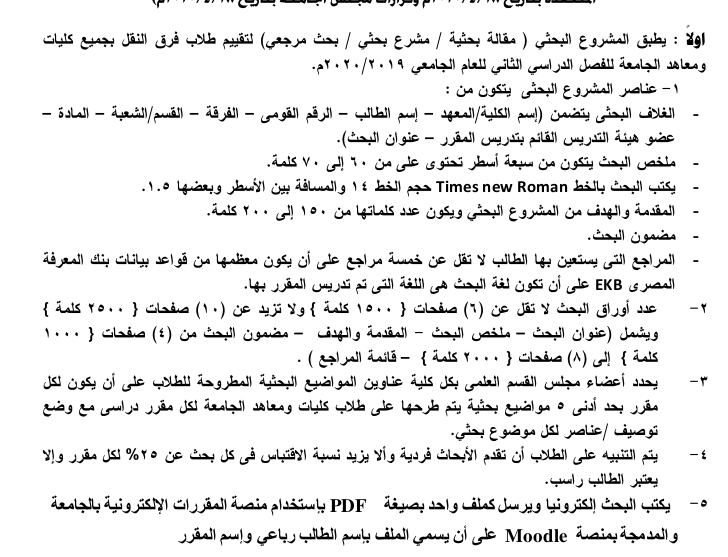 أولاً : يطبق المشروع البحثي ( مقالة بحثية / مشرع بحثي / بحث مرجعي) لتقييم طلاب فرق النقل بجميع كليات
ومعاهد الجامعة للفصل الدراسي الثاني للعام الجامعي ٢٠٢٠/٢٠١٩م.
١- عناصر المشروع البحثى يتكون من :
- الغلاف البحثى يتضمن (إسم الكلية/المعهد – إسم الطالب – الرقم القومى – الفرقة – القسم/الشعبة – المادة –
عضو هيئة التدريس القائم بتدريس المقرر – عنوان البحث).
- ملخص البحث يتكون من سبعة أسطر تحتوى على من ٦٠ إلى ٧٠ كلمة.
- يكتب البحث بالخط Times new Roman حجم الخط ١٤ والمسافة بين الأسطر وبعضها ١.٥.
- المقدمة والهدف من المشروع البحثي ويكون عدد كلماتها من ١٥٠ إلى ٢٠٠ كلمة.
- مضمون البحث.
- المراجع التي يستعين بها الطالب لا تقل عن خمسة مراجع على أن يكون معظمها من قواعد بيانات بنك المعرفة
المصرى EKB على أن تكون لغة البحث هى اللغة التى تم تدريس المقرر بها.
٢- عدد أوراق البحث لا تقل عن (٦) صفحات { ١٥٠٠ كلمة } ولا تزيد عن (١٠) صفحات { ٢٥٠٠ كلمة }
ويشمل (عنوان البحث – ملخص البحث - المقدمة والهدف – مضمون البحث من (٤) صفحات { ١٠٠٠
كلمة } إلى (٨) صفحات { ٢٠٠٠ كلمة } – قائمة المراجع ) .
٣- يحدد أعضاء مجلس القسم العلمى بكل كلية عناوين المواضيع البحثية المطروحة للطلاب على أن يكون لكل
مقرر بحد أدنى ٥ مواضيع بحثية يتم طرحها على طلاب كليات ومعاهد الجامعة لكل مقرر دراسى مع وضع
توصيف /عناصر لكل موضوع بحثي.
٤- يتم التنبيه على الطلاب أن تقدم الأبحاث فردية وألا يزيد نسبة الاقتباس فى كل بحث عن ٢٥% لكل مقرر وإلا
يعتبر الطالب راسب.
٥- يكتب البحث إلكترونيا ويرسل كملف واحد بصيغة PDF بإستخدام منصة المقررات الإلكترونية بالجامعة
والمدمجة بمنصة Moodle على أن يسمي الملف بإسم الطالب رباعي وإسم المقرر